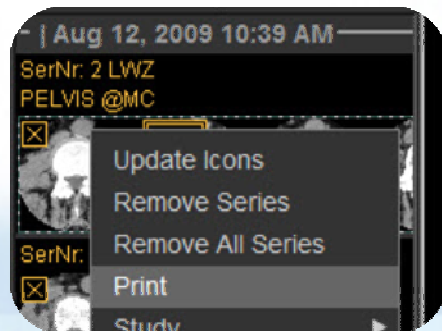 | Aug 12, 2009 10:39 AM
SerNr: 2 LWZ
PELVIS @MC
Update Icons
Remove Series
Remove All Series
SerNr:
Print
Study